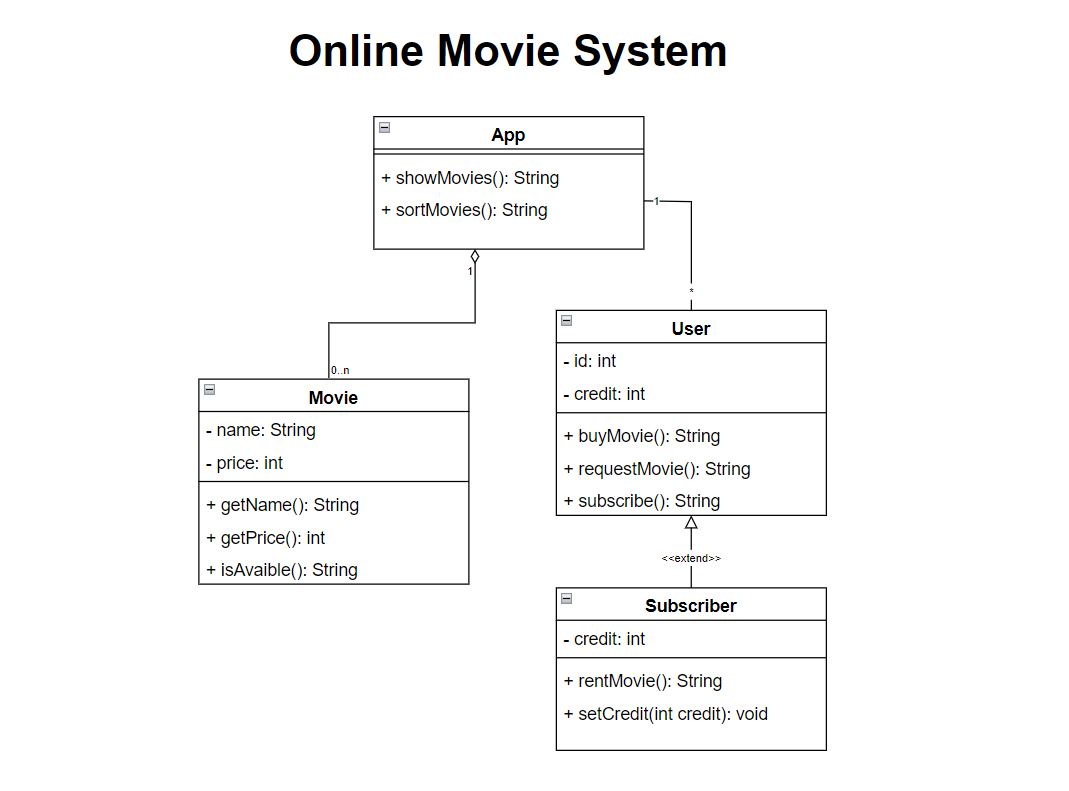 Online Movie System
App
+ showMovies(): String
+ sortMovies(): String
1
1
*
0..n
User
- id: int
- credit: int
+ buyMovie(): String
+ requestMovie(): String
+ subscribe(): String
Movie
- name: String
- price: int
+ getName(): String
+ getPrice(): int
+ isAvaible(): String
<<extend>>
Subscriber
- credit: int
+ rentMovie(): String
+ setCredit(int credit): void